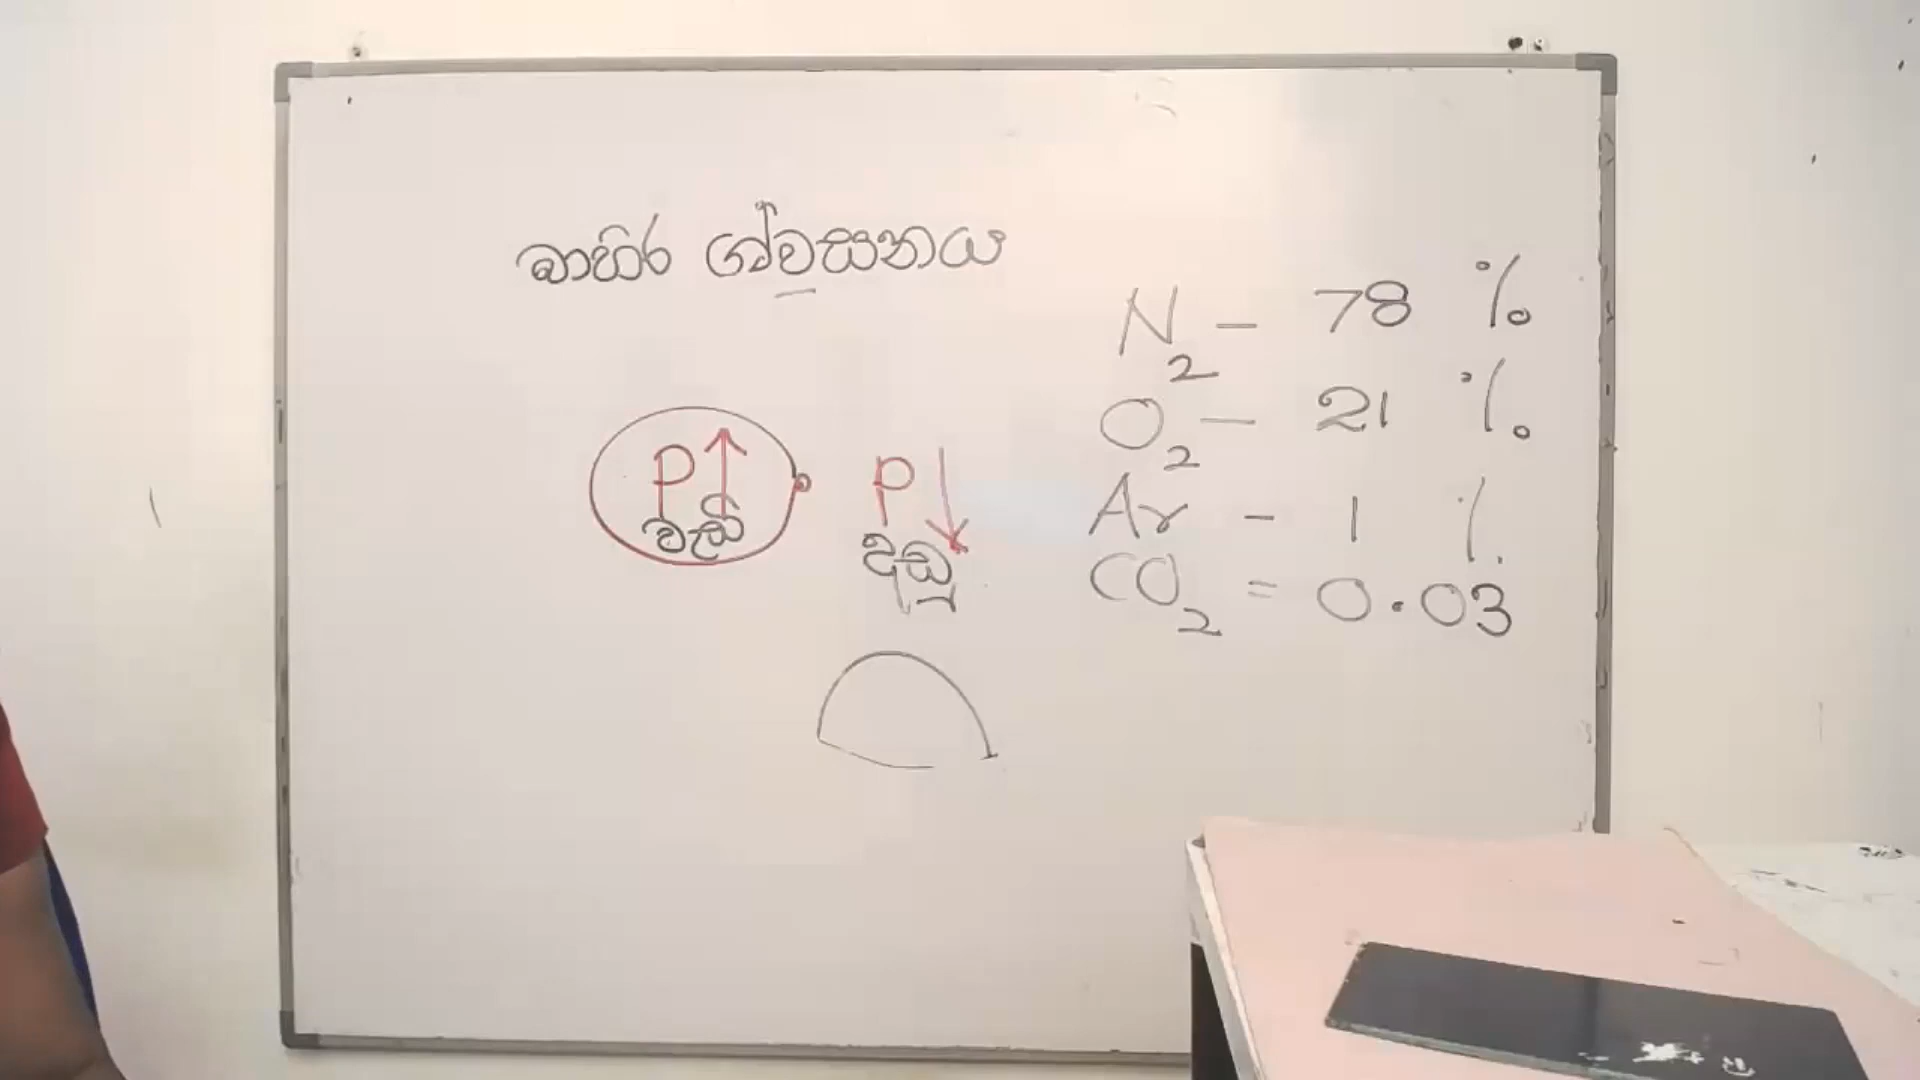 බාහිර ශ්වසනය
N2 - 78 %
O2 - 21 %
Ar - 1 %
CO2 = 0.03
P↑
වැඩි
P↓
අඩු